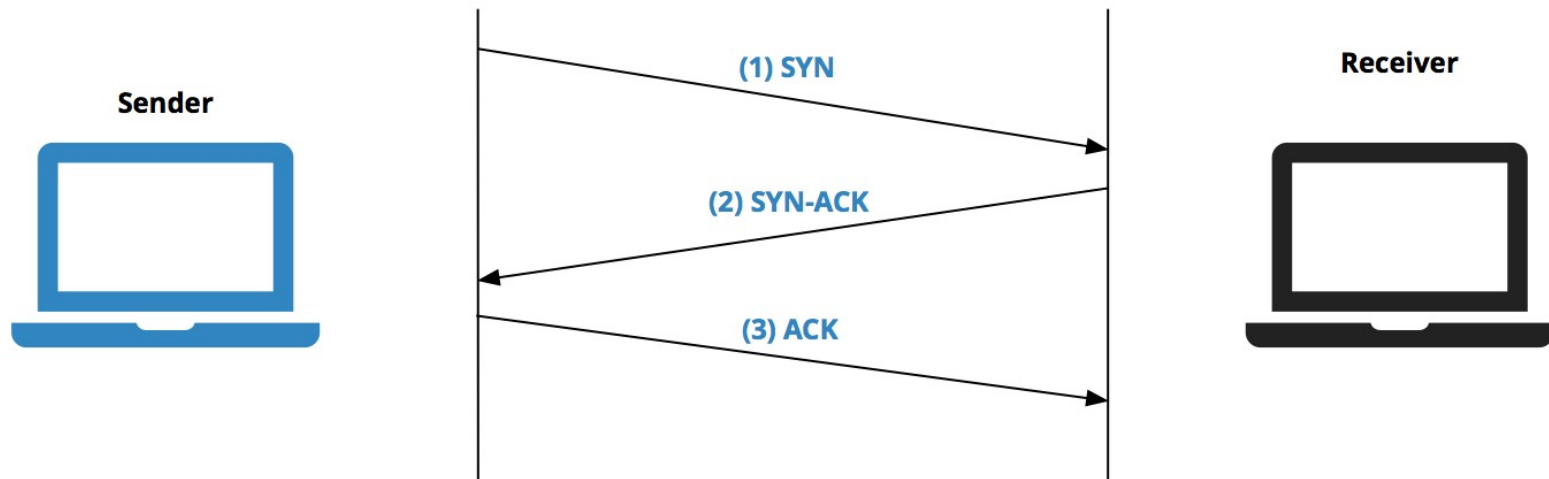 Sender
(1) SYN
Receiver
(2) SYN-ACK
(3) ACK